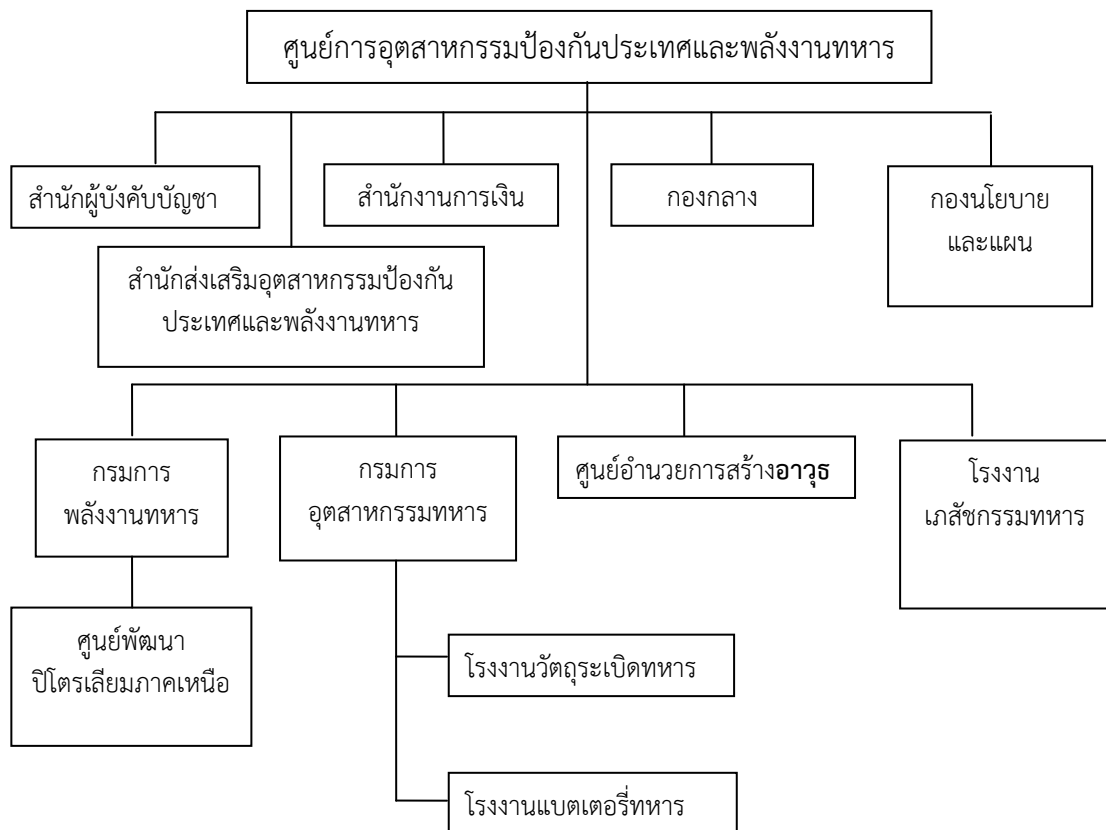 ศูนย์การอุตสาหกรรมป้องกันประเทศและพลังงานทหาร
สำนักผู้บังคับบัญชา
สำนักงานการเงิน
กองกลาง
กองนโยบาย
และแผน
สำนักส่งเสริมอุตสาหกรรมป้องกัน
ประเทศและพลังงานทหาร
กรมการ
พลังงานทหาร
กรมการ
อุตสาหกรรมทหาร
ศูนย์อำนวยการสร้างอาวุธ
โรงงาน
เภสัชกรรมทหาร
ศูนย์พัฒนา
ปิโตรเลียมภาคเหนือ
โรงงานวัตถุระเบิดทหาร
โรงงานแบตเตอรี่ทหาร